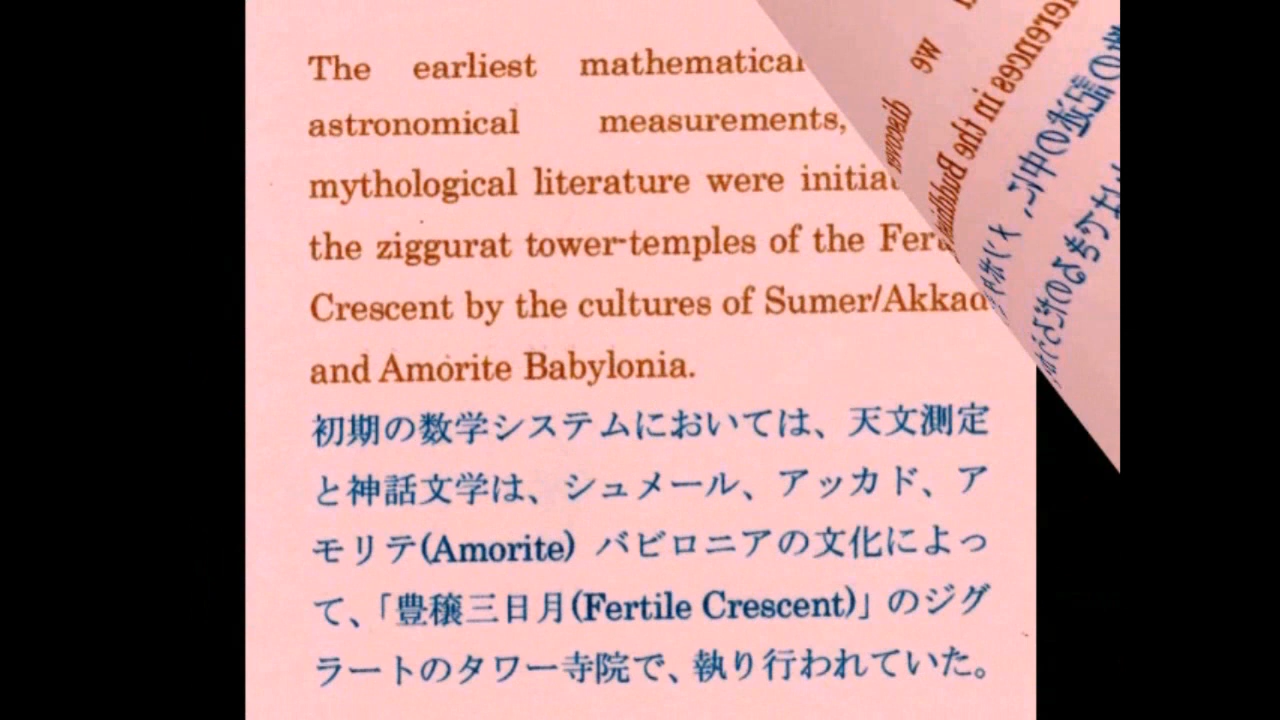 The earliest mathematical
astronomical measurements,
mythological literature were
the ziggurat tower-temples of the
Crescent by the cultures of Sumer/Akkad
and Amorite Babylonia.
初期の数学システムにおいては、天文測定
と神話文学は、シュメール、アッカド、ア
モリテ(Amorite) バビロニアの文化によっ
て、「豊穣三日月(Fertile Crescent)」のジグ
ラートのタワー寺院で、執り行われていた。
we
discover
in the